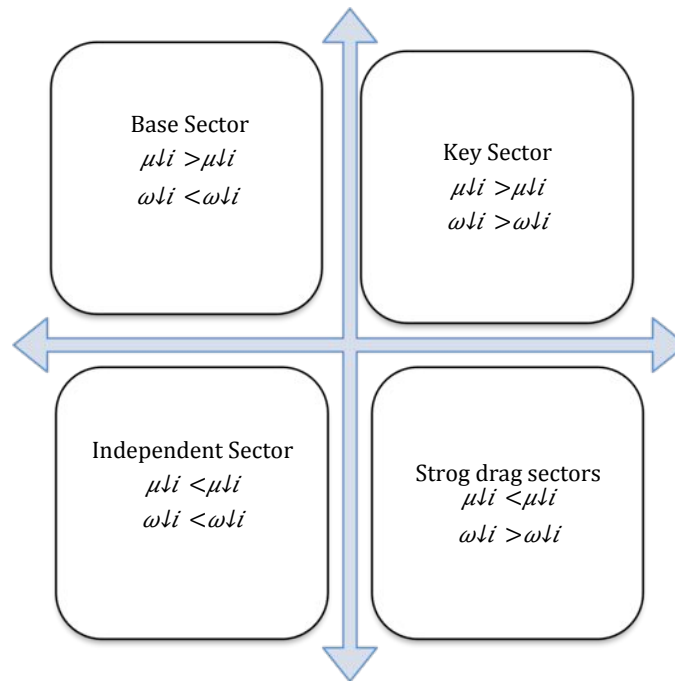 Base Sector
μ↓i >μ↓i
ω↓i <ω↓i
Key Sector
μ↓i >μ↓i
ω↓i >ω↓i
Independent Sector
μ↓i <μ↓i
ω↓i <ω↓i
Strog drag sectors
μ↓i <μ↓i
ω↓i >ω↓i